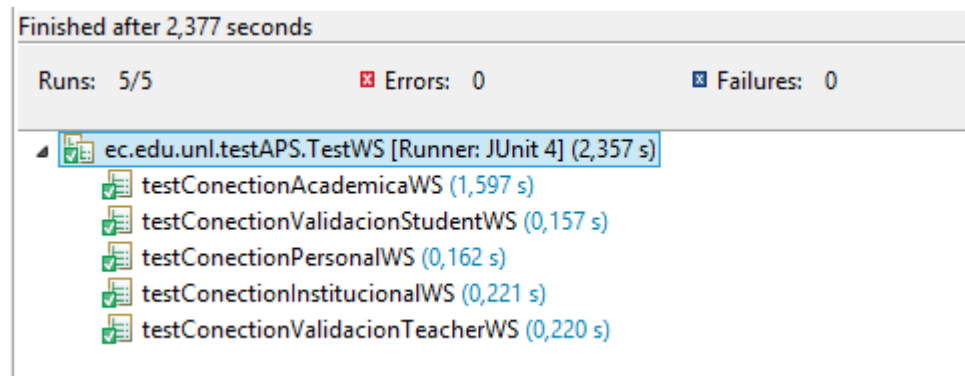 Finished after 2,377 seconds
Runs: 5/5 Errors: 0 Failures: 0
ec.edu.unl.testAPS.TestWS [Runner: JUnit 4] (2,357 s)
testConectionAcademicaWS (1,597 s)
testConectionValidacionStudentWS (0,157 s)
testConectionPersonalWS (0,162 s)
testConectionInstitucionalWS (0,221 s)
testConectionValidacionTeacherWS (0,220 s)